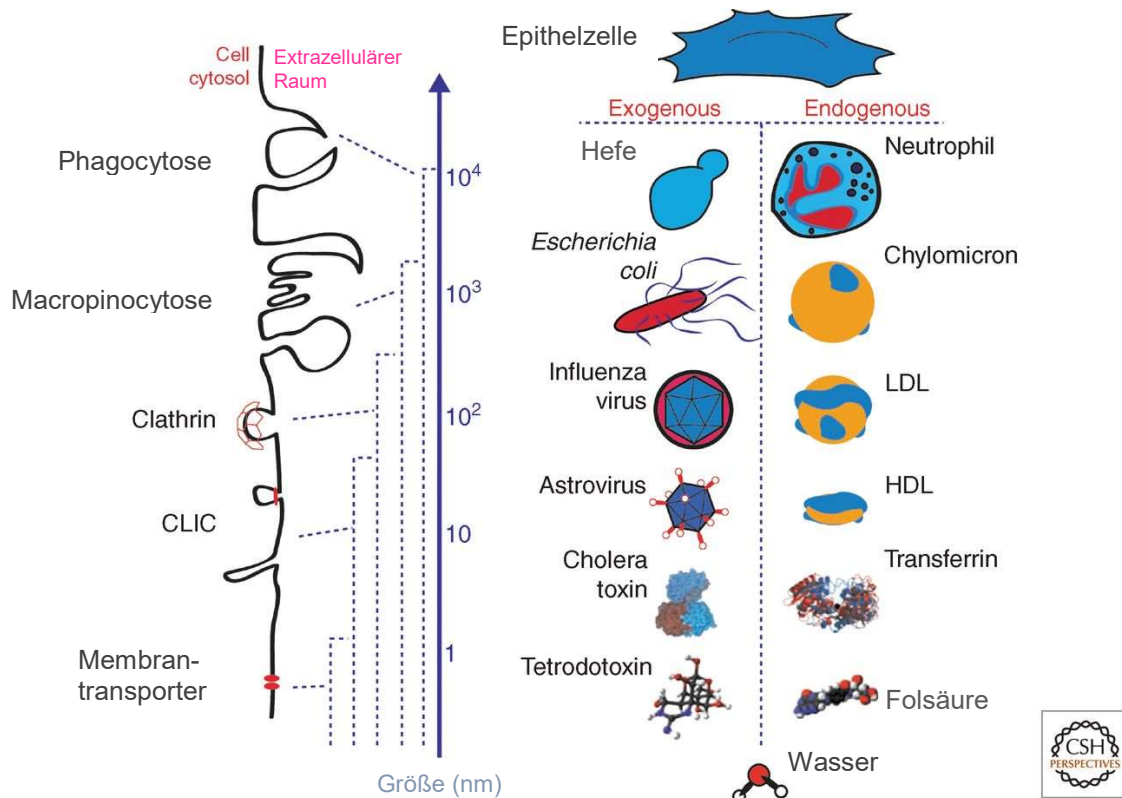 Cell
cytosol
Extrazellulärer
Raum
Phagocytose
Macropinocytose
Clathrin
CLIC
Membran-
transporter
10⁴
10³
10²
10
1
Größe (nm)
Epithelzelle
Exogenous
Endogenous
Hefe
Neutrophil
Escherichia
coli
Chylomicron
Influenza
virus
LDL
Astrovirus
HDL
Cholera
toxin
Transferrin
Tetrodotoxin
Folsäure
Wasser
CSH
PERSPECTIVES